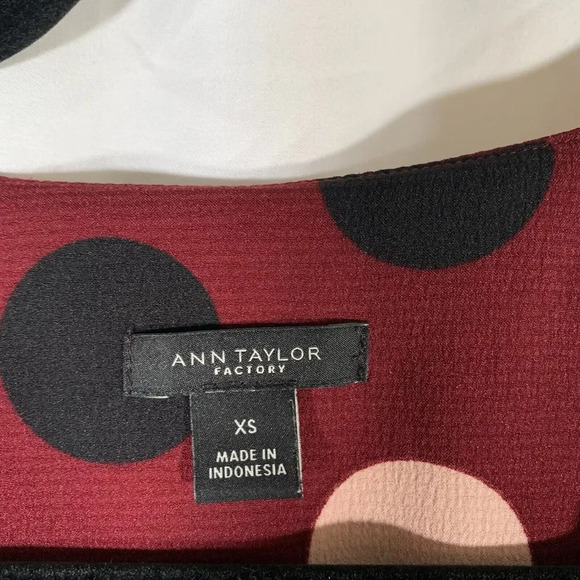 ANN TAYLOR
FACTORY
XS
MADE IN
INDONESIA